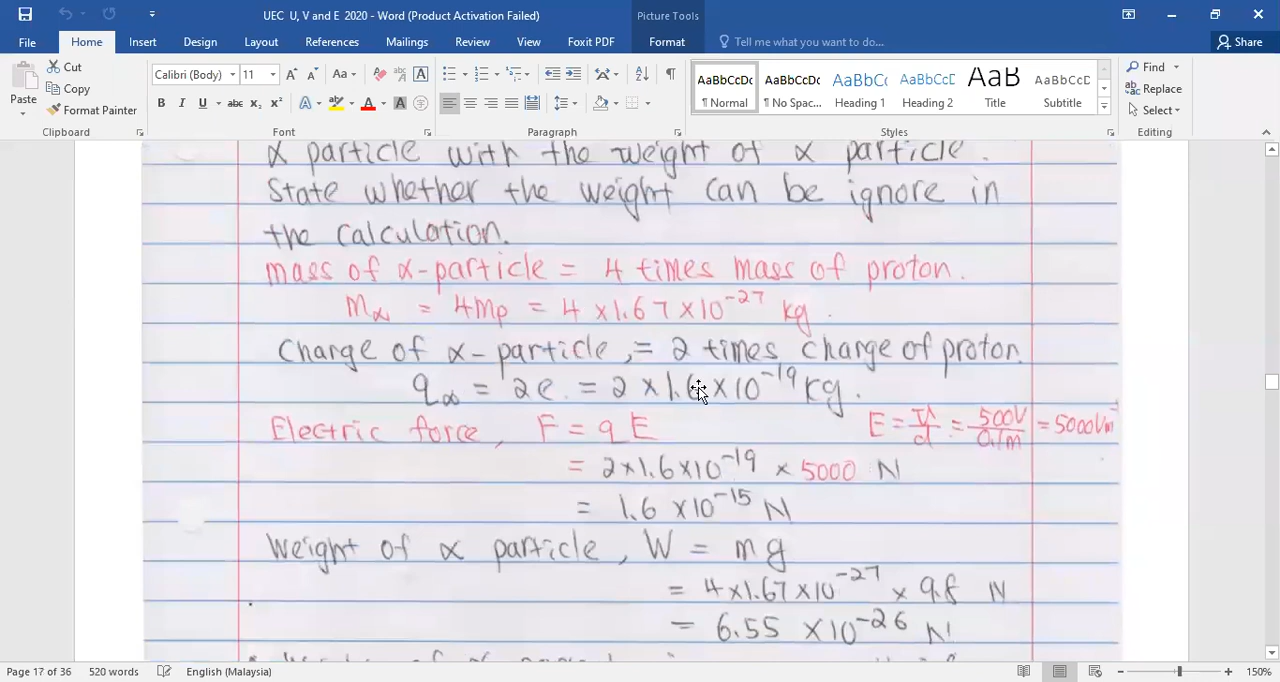 UEC U, V and E 2020 - Word (Product Activation Failed)
Picture Tools
File Home Insert Design Layout References Mailings Review View Foxit PDF Format Tell me what you want to do... Share
Paste Cut Copy Format Painter
Calibri (Body) 11
B I U abc x₂ x² A
AaBbCcDc AaBbCcDc AaBbCc AaBbCcD AaB AaBbCcD
¶ Normal ¶ No Spac... Heading 1 Heading 2 Title Subtitle
Find Replace Select
Clipboard Font Paragraph Styles Editing
α particle with the weight of α particle.
State whether the weight can be ignore in
the calculation.
mass of α-particle = 4 times mass of proton.
mα = 4Mp = 4 ×1.67×10⁻²⁷ kg.
Charge of α-particle, = 2 times charge of proton.
qα = 2e. = 2 ×1.6×10⁻¹⁹ kg.
Electric force, F = qE E = V/d = 500V/0.1m = 5000Vm⁻¹
= 2×1.6×10⁻¹⁹ × 5000 N
= 1.6 ×10⁻¹⁵ N
Weight of α particle, W = mg
= 4×1.67×10⁻²⁷ × 9.8 N
= 6.55 ×10⁻²⁶ N
Page 17 of 36 520 words English (Malaysia) 150%